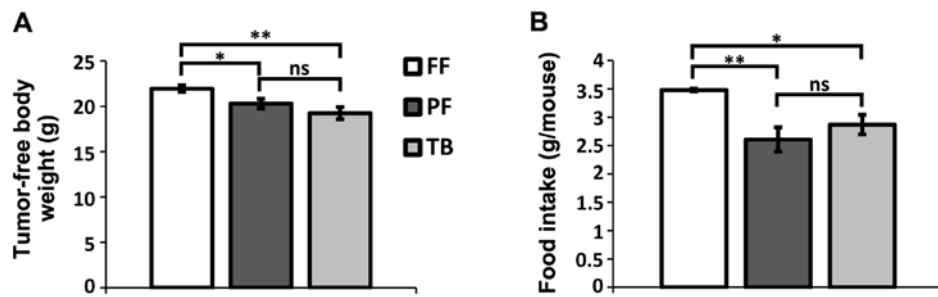 A
Tumor-free body
weight (g)
25
20
15
10
5
0
**
*
ns
FF
PF
TB
B
Food intake (g/mouse)
4
3.5
3
2.5
2
1.5
1
0.5
0
*
**
ns